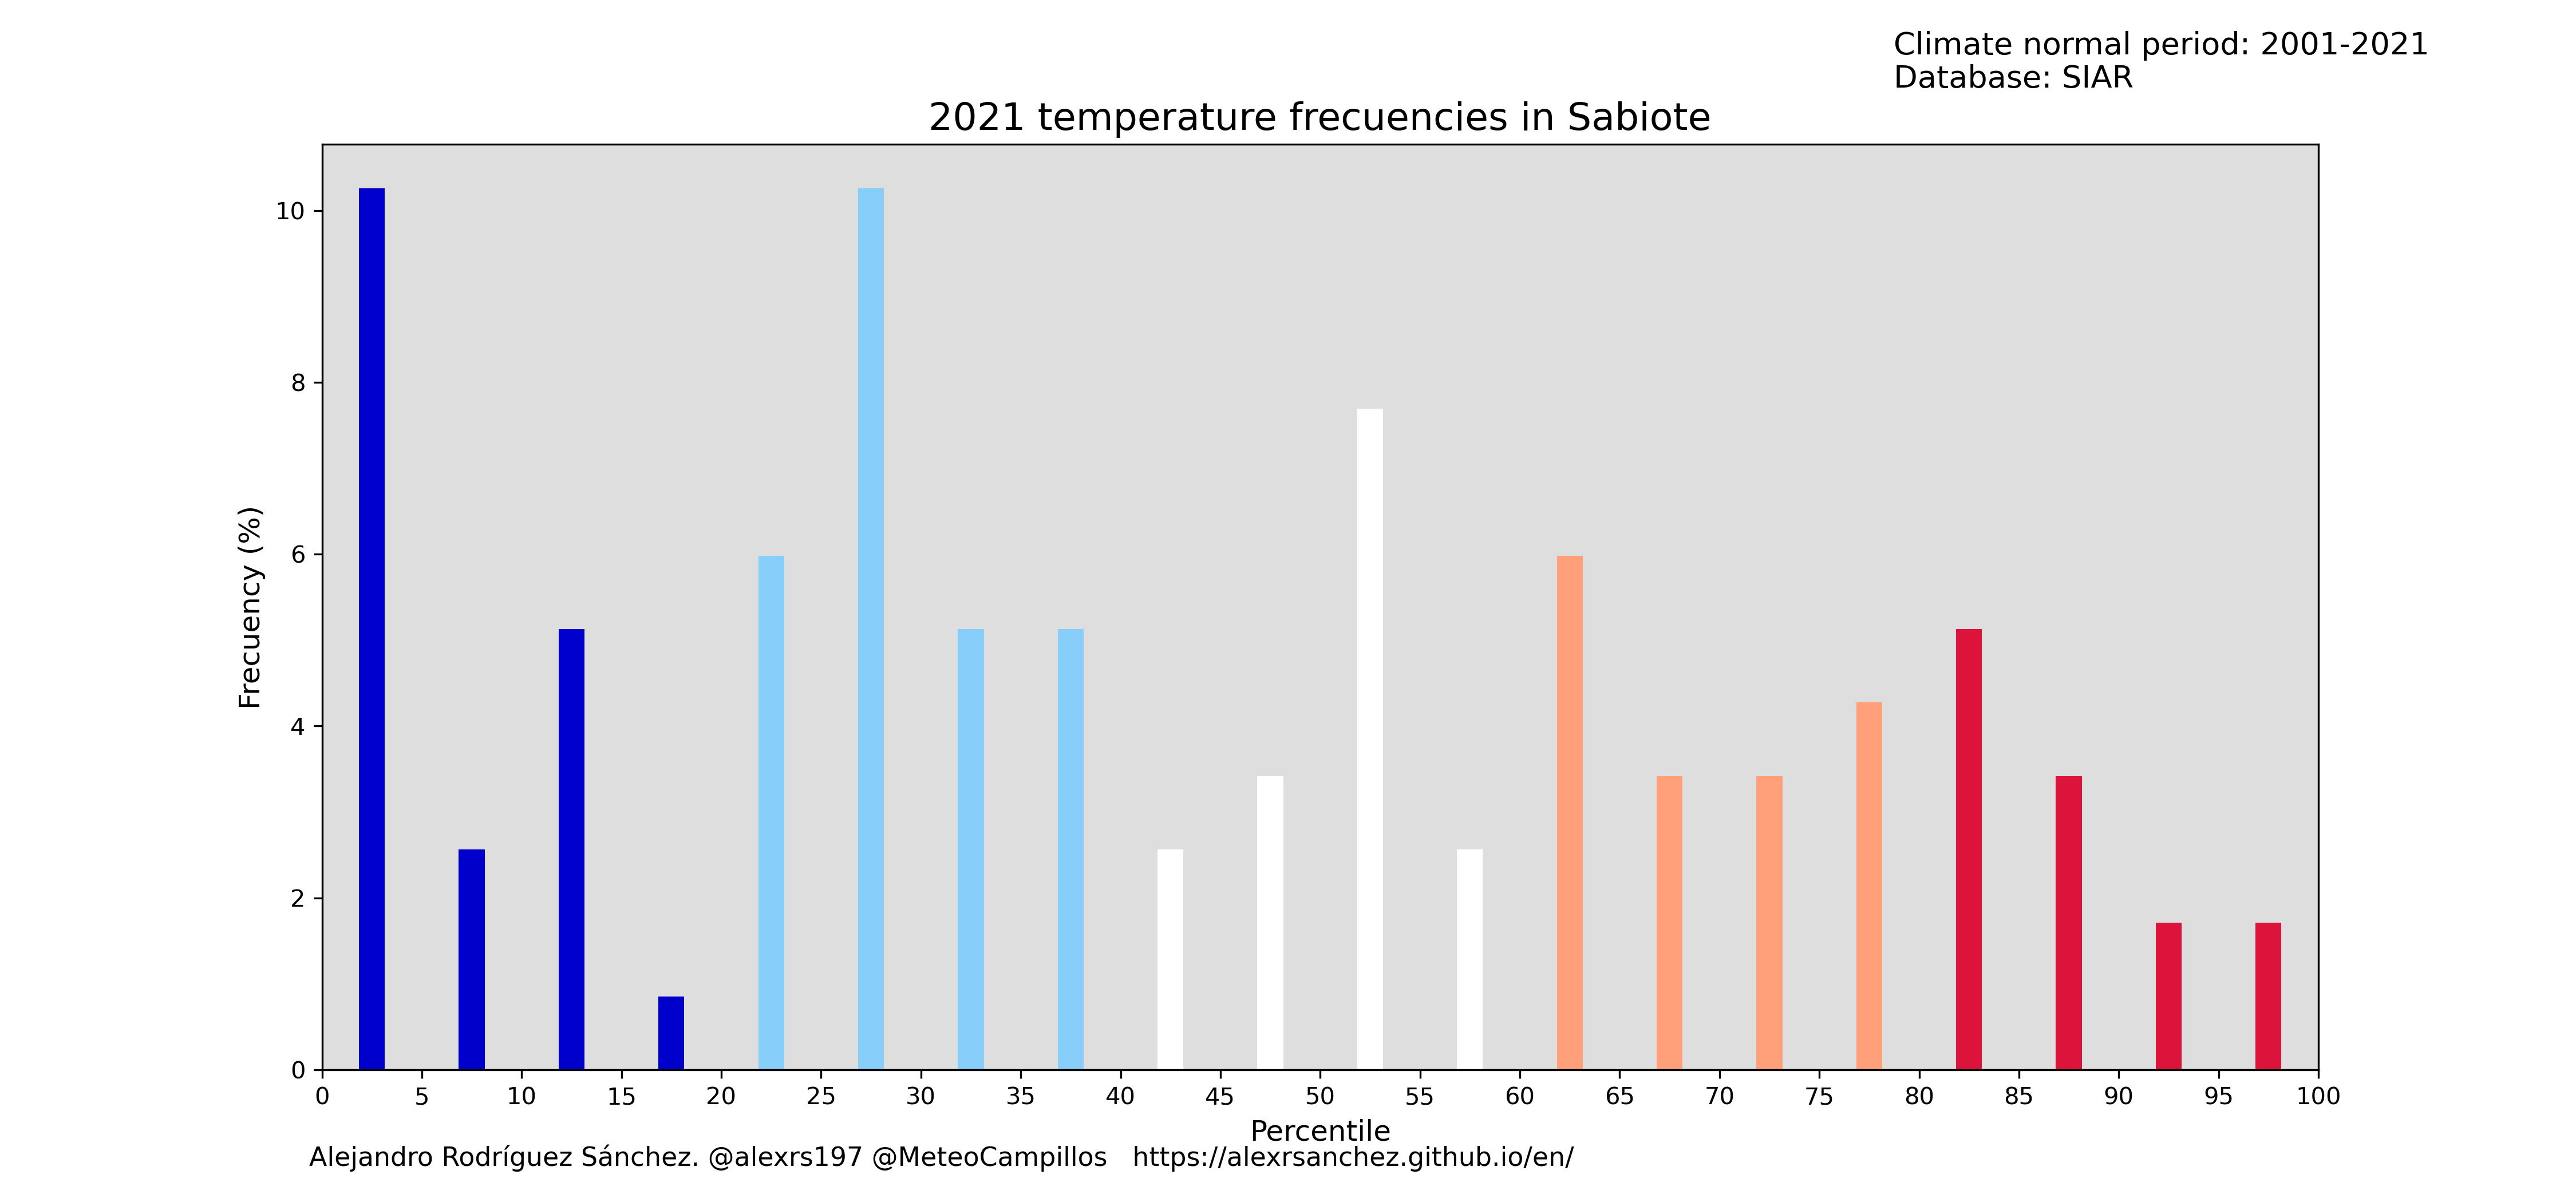 Climate normal period: 2001-2021
Database: SIAR
2021 temperature frecuencies in Sabiote
10
8
6
4
2
0
Frecuency (%)
0 5 10 15 20 25 30 35 40 45 50 55 60 65 70 75 80 85 90 95 100
Percentile
Alejandro Rodríguez Sánchez. @alexrs197 @MeteoCampillos https://alexrsanchez.github.io/en/